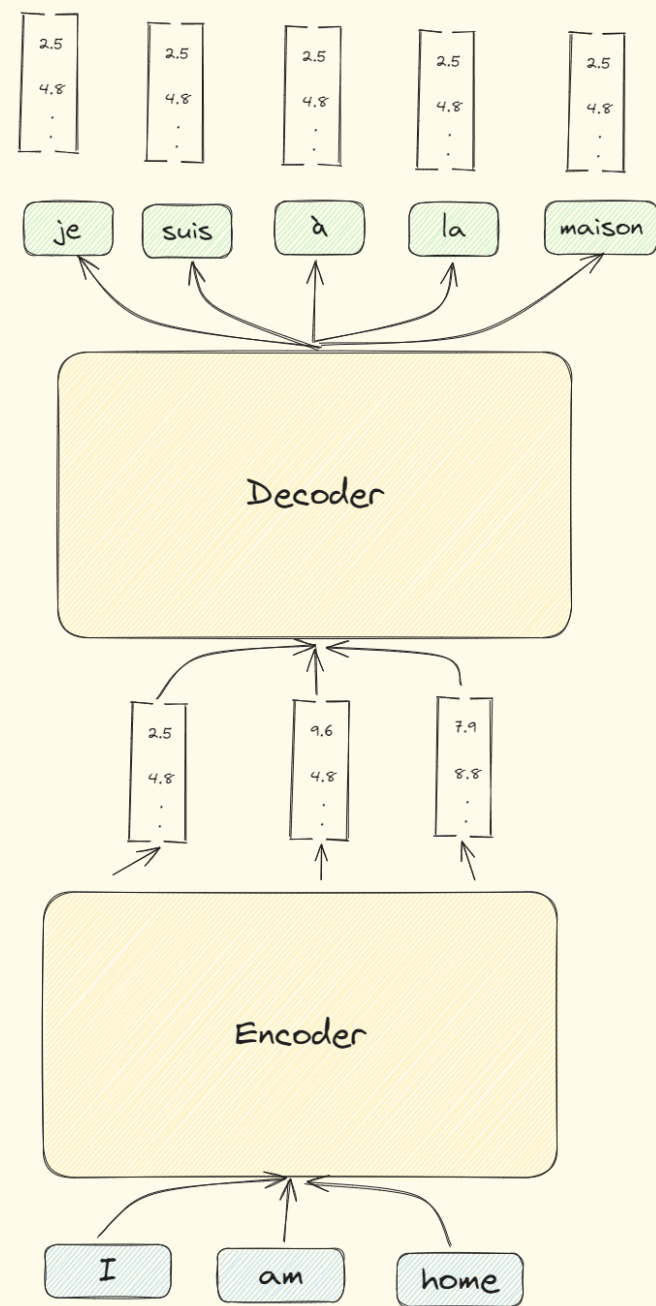 2.5 2.5 2.5 2.5 2.5
4.8 4.8 4.8 4.8 4.8
. . . . .
. . . . .
je suis à la maison
Decoder
2.5 9.6 7.9
4.8 4.8 8.8
. . .
. . .
Encoder
I am home